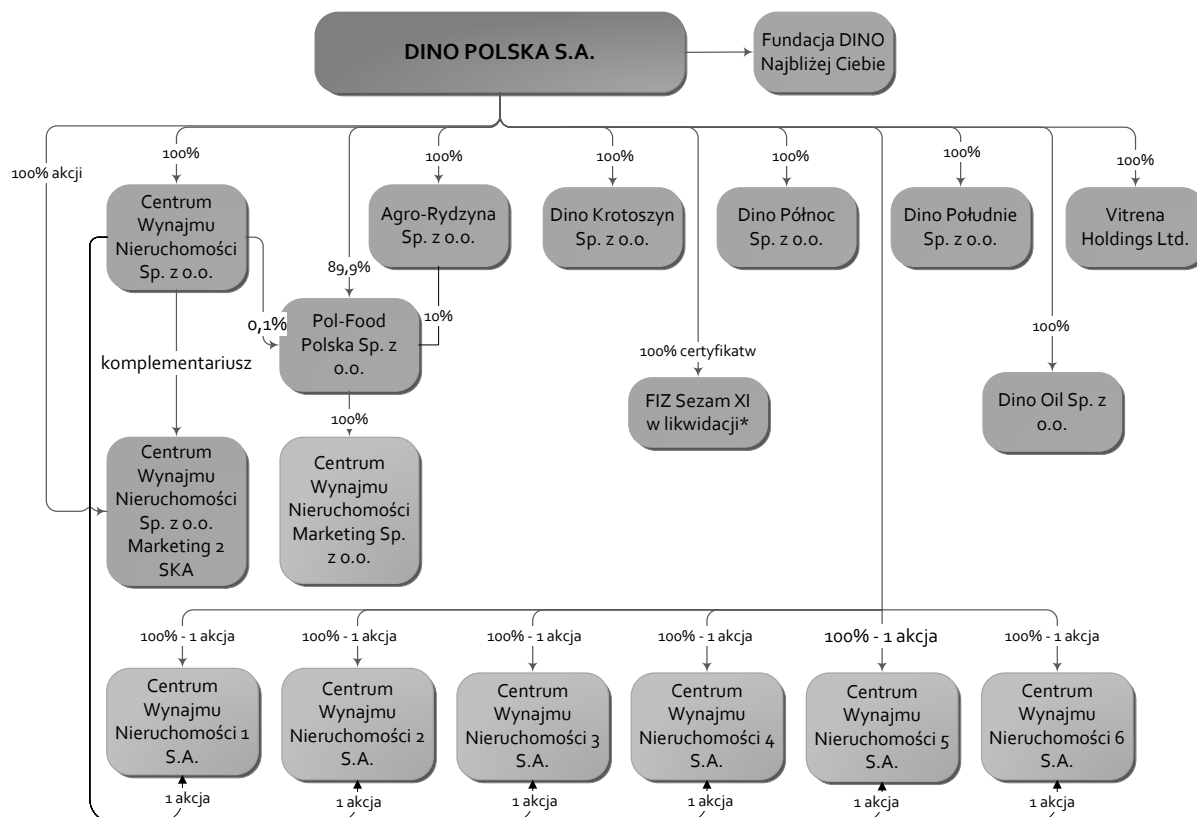 DINO POLSKA S.A.
Fundacja DINO
Najbliżej Ciebie
100% akcji
100%
89,9%
100%
100%
100%
100%
100%
Centrum
Wynajmu
Nieruchomości
Sp. z o.o.
Agro-Rydzyna
Sp. z o.o.
Dino Krotoszyn
Sp. z o.o.
Dino Północ
Sp. z o.o.
Dino Południe
Sp. z o.o.
Vitrena
Holdings Ltd.
0,1%
10%
Pol-Food
Polska Sp. z
o.o.
komplementariusz
100%
100% certyfikatw
100%
FIZ Sezam XI
w likwidacji*
Dino Oil Sp. z
o.o.
Centrum
Wynajmu
Nieruchomości
Sp. z o.o.
Marketing 2
SKA
Centrum
Wynajmu
Nieruchomości
Marketing Sp.
z o.o.
100% - 1 akcja
100% - 1 akcja
100% - 1 akcja
100% - 1 akcja
100% - 1 akcja
100% - 1 akcja
Centrum
Wynajmu
Nieruchomości 1
S.A.
Centrum
Wynajmu
Nieruchomości 2
S.A.
Centrum
Wynajmu
Nieruchomości 3
S.A.
Centrum
Wynajmu
Nieruchomości 4
S.A.
Centrum
Wynajmu
Nieruchomości 5
S.A.
Centrum
Wynajmu
Nieruchomości 6
S.A.
1 akcja
1 akcja
1 akcja
1 akcja
1 akcja
1 akcja